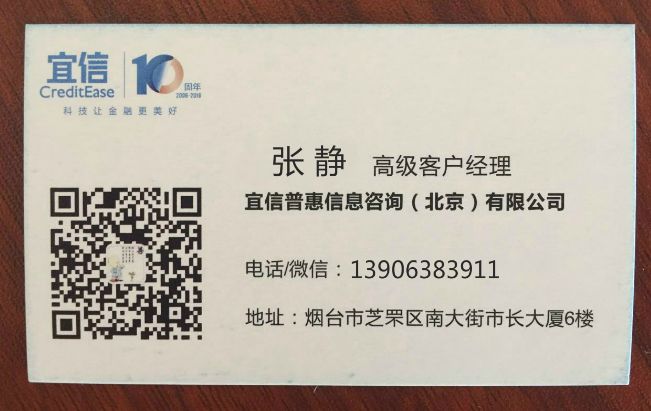 宜信
CreditEase
10周年
2006-2016
科技让金融更美好
张 静 高级客户经理
宜信普惠信息咨询（北京）有限公司
电话/微信：13906383911
地址：烟台市芝罘区南大街市长大厦6楼